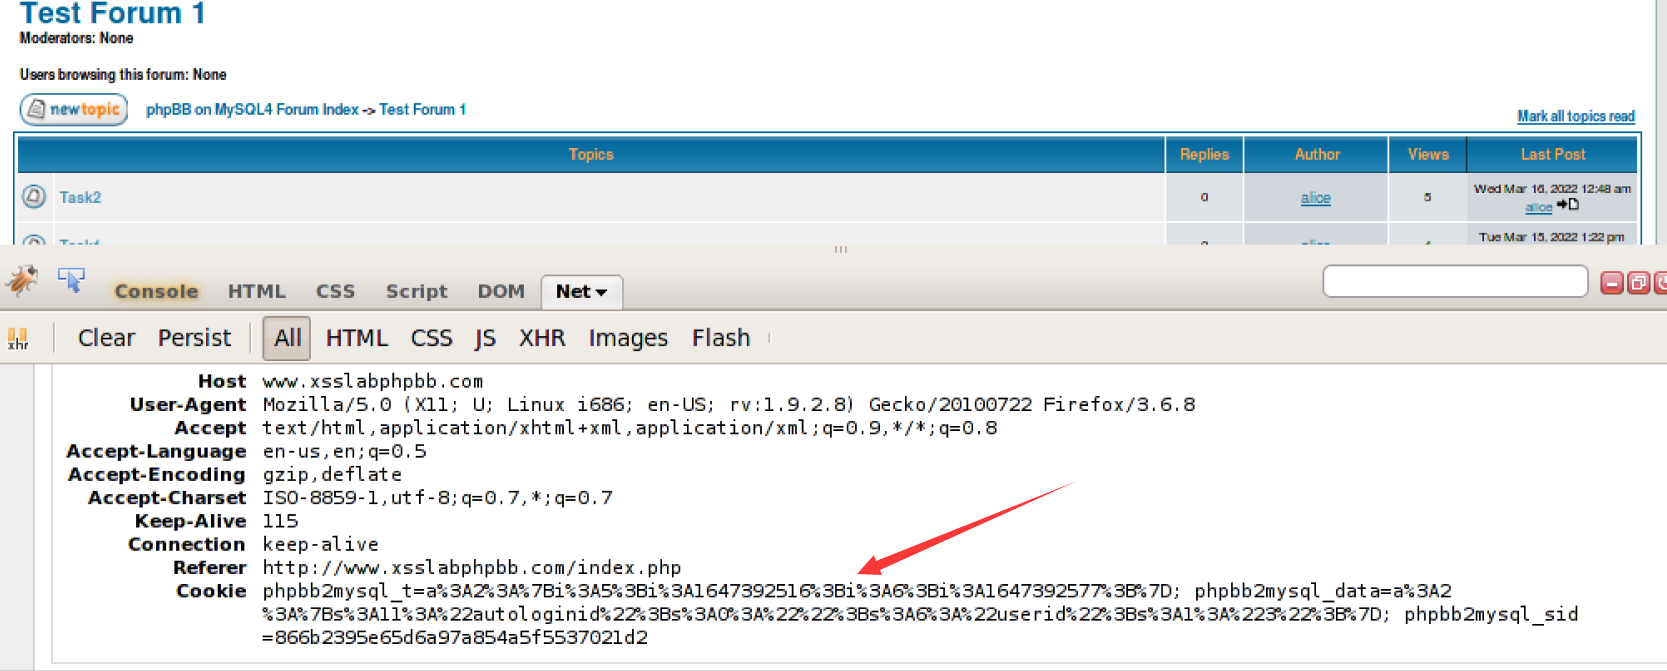 Test Forum 1
Moderators: None
Users browsing this forum: None
newtopic phpBB on MySQL4 Forum Index -> Test Forum 1 Mark all topics read
Topics Replies Author Views Last Post
Task2 0 alice 5 Wed Mar 16, 2022 12:48 am
alice
Tue Mar 15, 2022 1:22 pm
Console HTML CSS Script DOM Net
xhr Clear Persist All HTML CSS JS XHR Images Flash
Host www.xsslabphpbb.com
User-Agent Mozilla/5.0 (X11; U; Linux i686; en-US; rv:1.9.2.8) Gecko/20100722 Firefox/3.6.8
Accept text/html,application/xhtml+xml,application/xml;q=0.9,*/*;q=0.8
Accept-Language en-us,en;q=0.5
Accept-Encoding gzip,deflate
Accept-Charset ISO-8859-1,utf-8;q=0.7,*;q=0.7
Keep-Alive 115
Connection keep-alive
Referer http://www.xsslabphpbb.com/index.php
Cookie phpbb2mysql_t=a%3A2%3A%7Bi%3A5%3Bi%3A1647392516%3Bi%3A6%3Bi%3A1647392577%3B%7D; phpbb2mysql_data=a%3A2
%3A%7Bs%3A11%3A%22autologinid%22%3Bs%3A0%3A%22%22%3Bs%3A6%3A%22userid%22%3Bs%3A1%3A%223%22%3B%7D; phpbb2mysql_sid
=866b2395e65d6a97a854a5f5537021d2